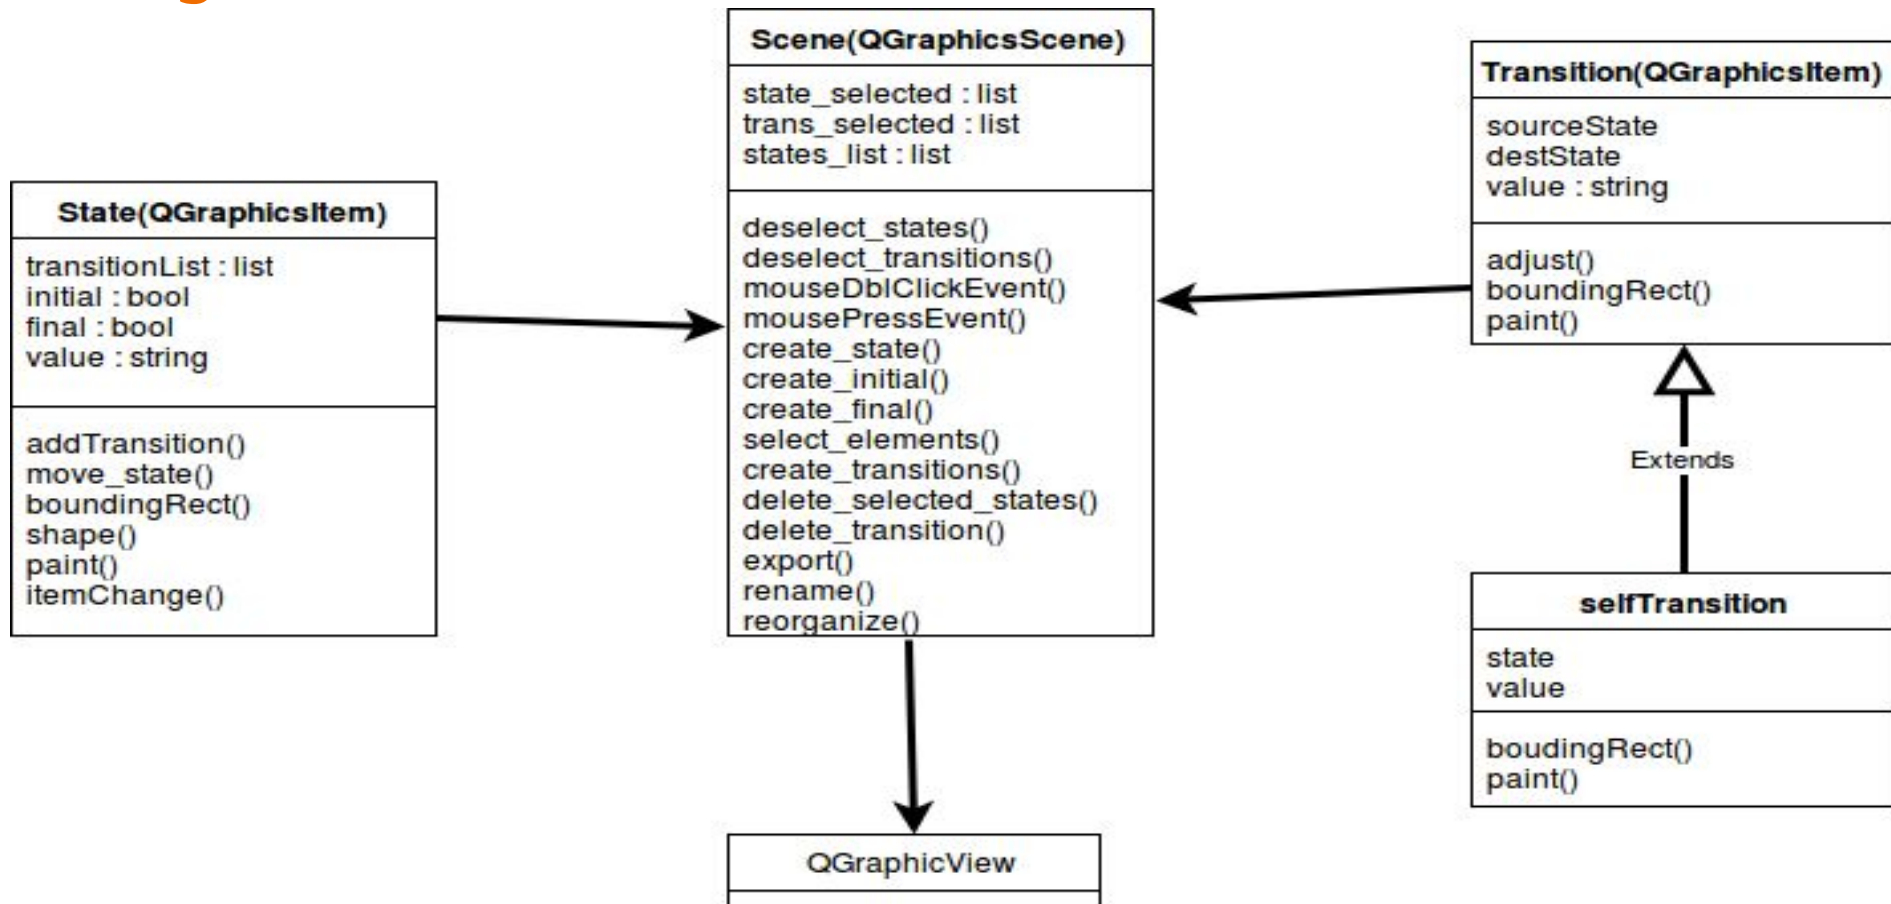 Scene(QGraphicsScene)
state_selected : list
trans_selected : list
states_list : list
deselect_states()
deselect_transitions()
mouseDblClickEvent()
mousePressEvent()
create_state()
create_initial()
create_final()
select_elements()
create_transitions()
delete_selected_states()
delete_transition()
export()
rename()
reorganize()
State(QGraphicsItem)
transitionList : list
initial : bool
final : bool
value : string
addTransition()
move_state()
boundingRect()
shape()
paint()
itemChange()
Transition(QGraphicsItem)
sourceState
destState
value : string
adjust()
boundingRect()
paint()
Extends
selfTransition
state
value
boudingRect()
paint()
QGraphicView